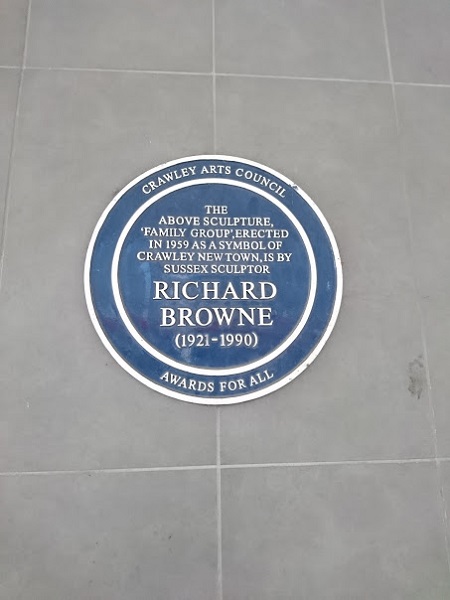 CRAWLEY ARTS COUNCIL
THE
ABOVE SCULPTURE,
'FAMILY GROUP', ERECTED
IN 1959 AS A SYMBOL OF
CRAWLEY NEW TOWN, IS BY
SUSSEX SCULPTOR
RICHARD
BROWNE
(1921-1990)
AWARDS FOR ALL